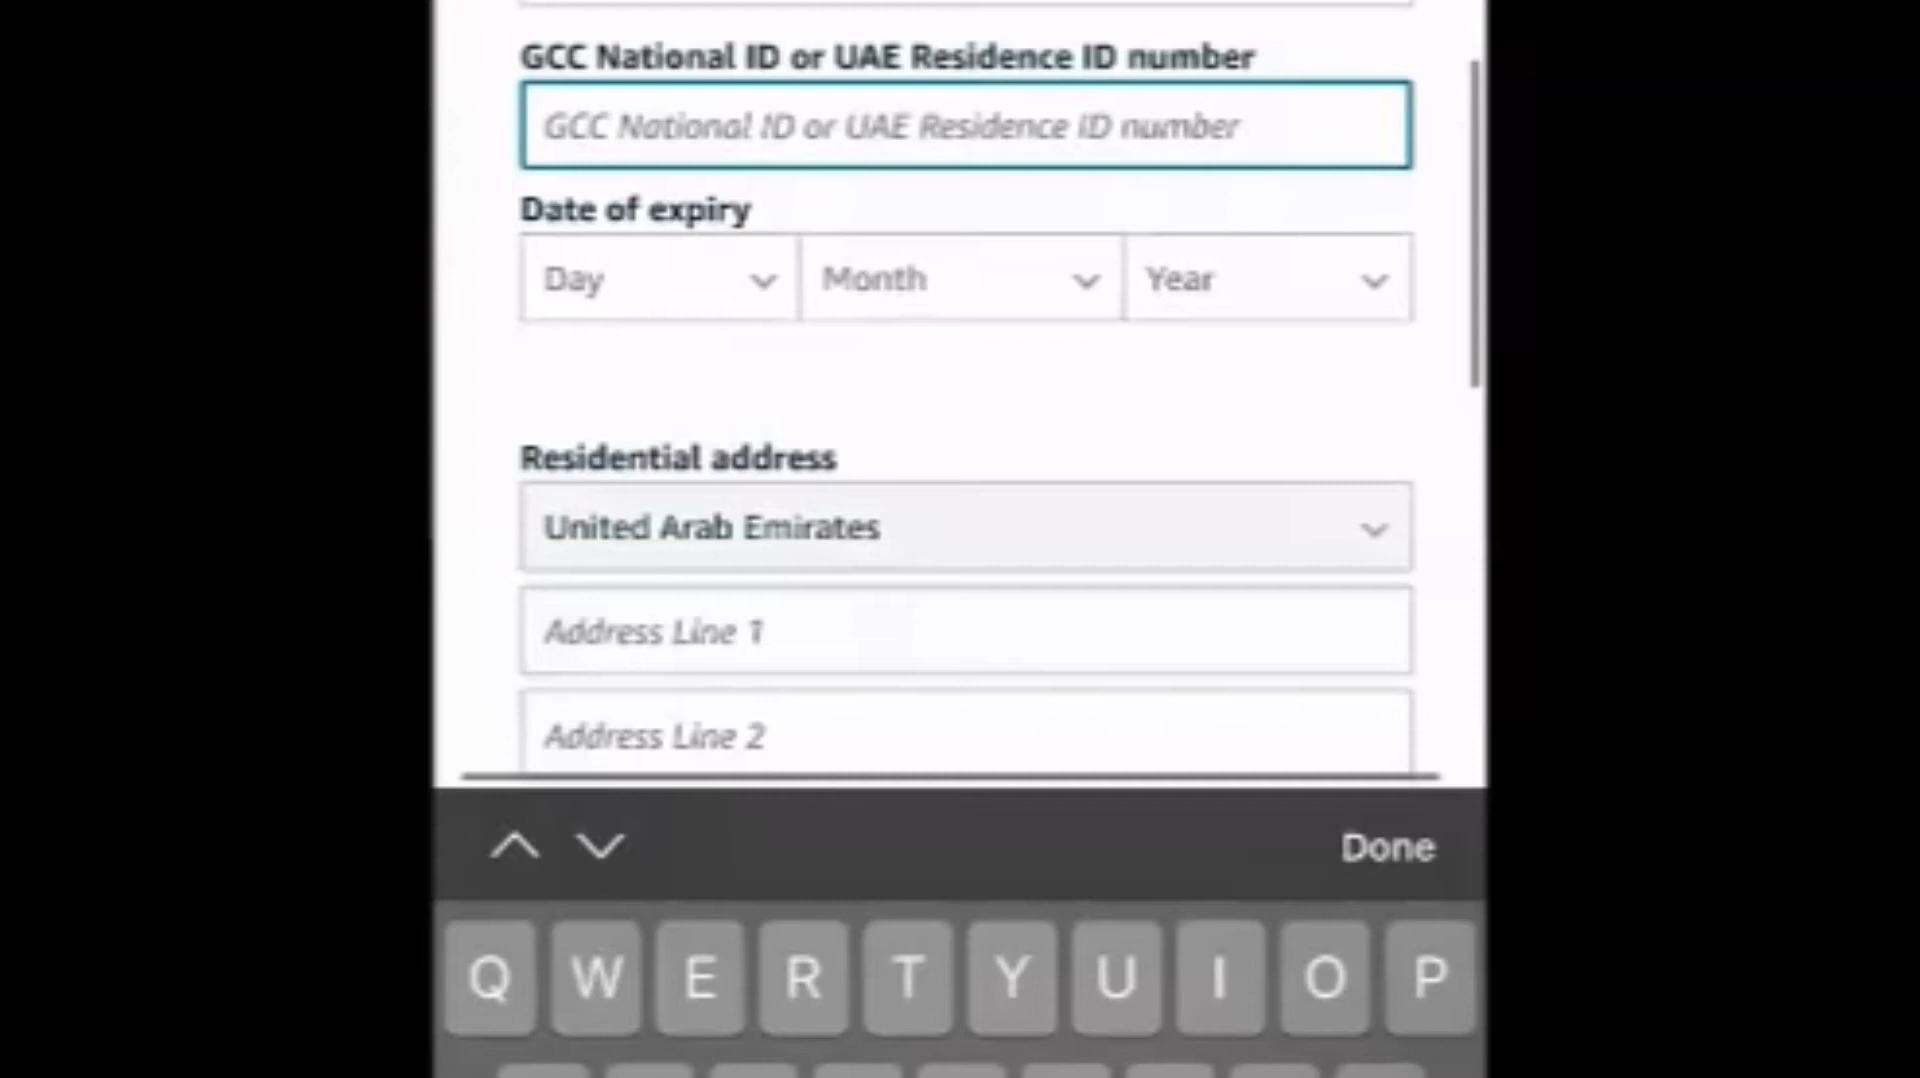 GCC National ID or UAE Residence ID number
GCC National ID or UAE Residence ID number
Date of expiry
Day Month Year
Residential address
United Arab Emirates
Address Line 1
Address Line 2
Done
Q W E R T Y U I O P